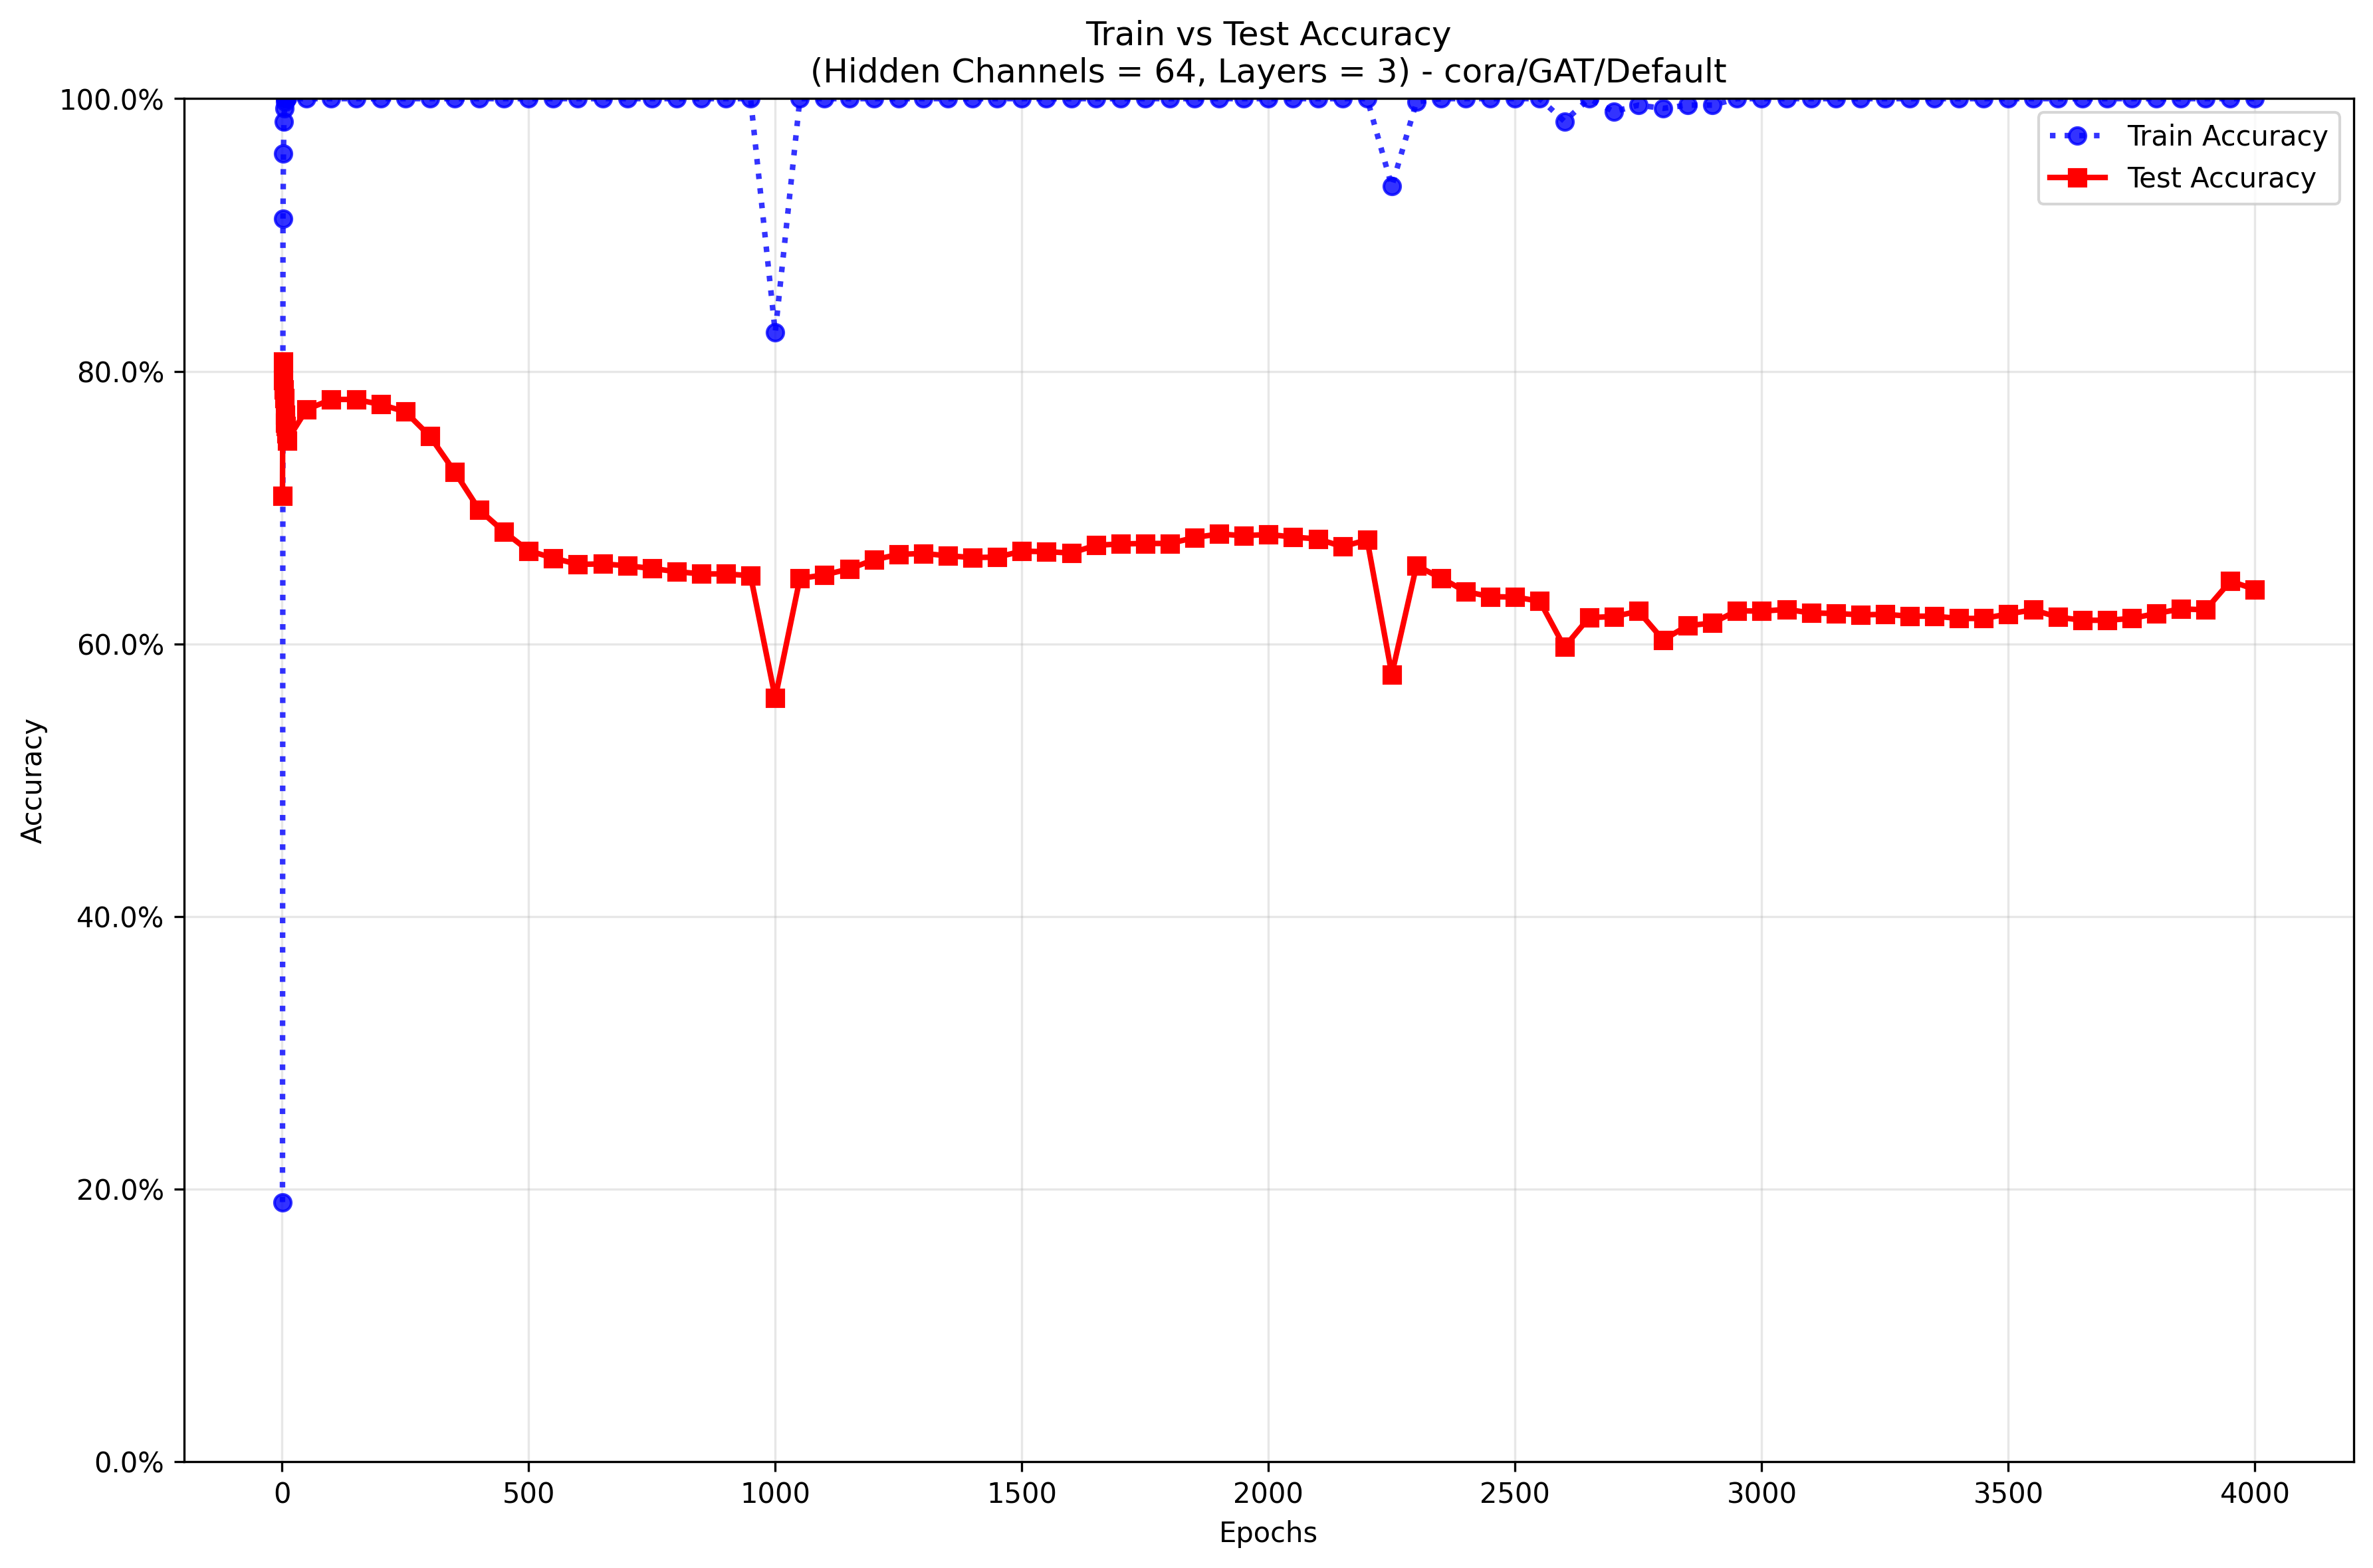 Train vs Test Accuracy
(Hidden Channels = 64, Layers = 3) - cora/GAT/Default
100.0%
80.0%
60.0%
40.0%
20.0%
0.0%
Accuracy
Train Accuracy
Test Accuracy
0 500 1000 1500 2000 2500 3000 3500 4000
Epochs